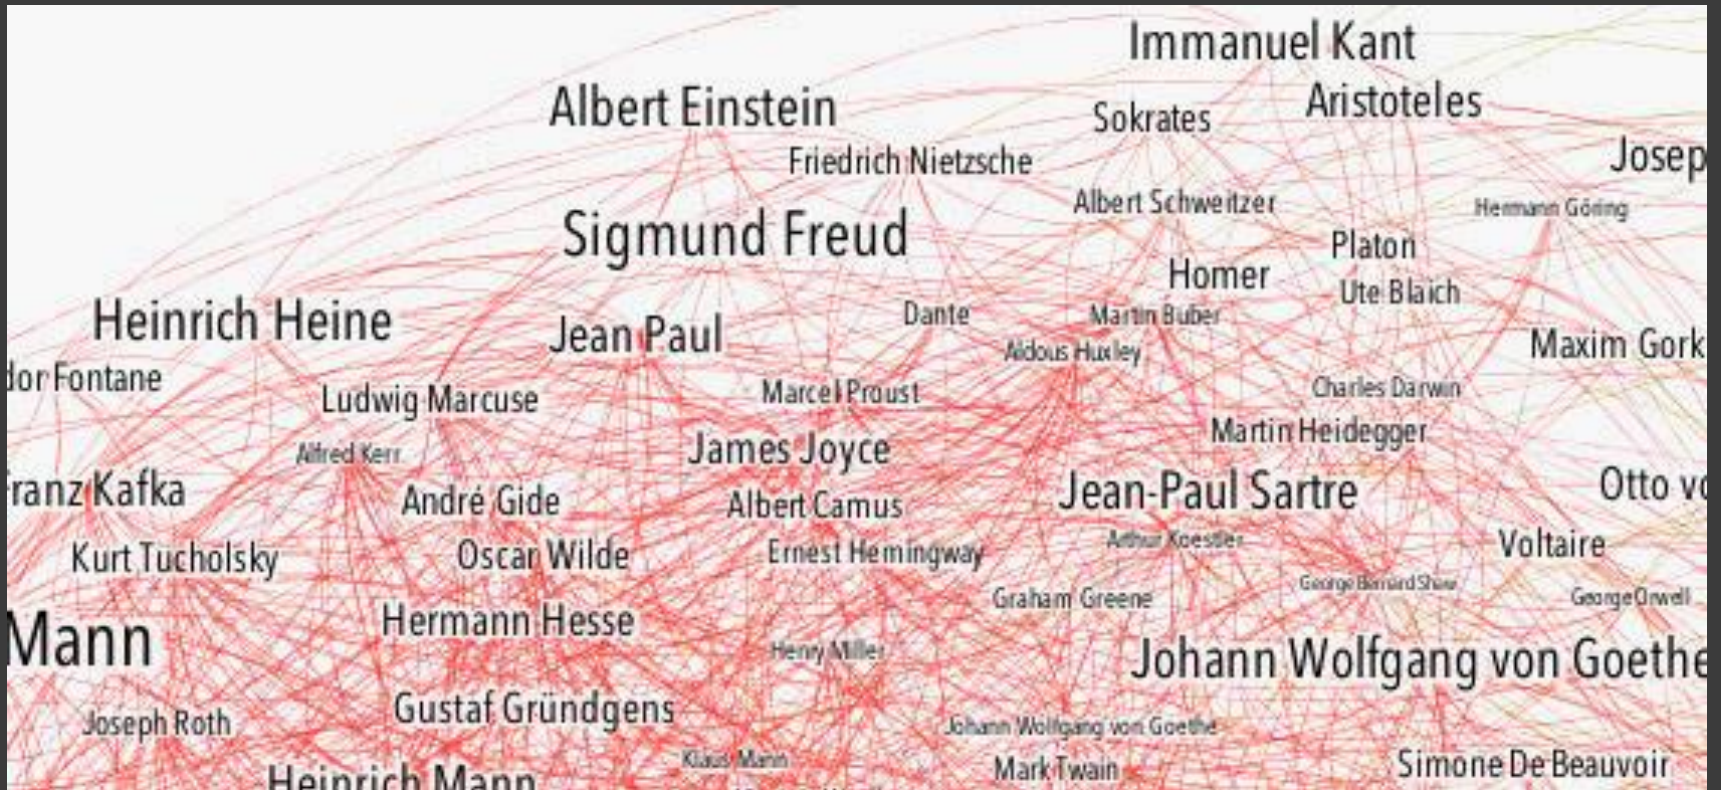 Immanuel Kant
Albert Einstein
Aristoteles
Sokrates
Friedrich Nietzsche
Josep
Albert Schweitzer
Hermann Göring
Sigmund Freud
Platon
Homer
Ute Blaich
Heinrich Heine
Dante
Martin Buber
Jean Paul
Maxim Gork
Aldous Huxley
dor Fontane
Ludwig Marcuse
Marcel Proust
Charles Darwin
Martin Heidegger
James Joyce
Alfred Kerr
ranz Kafka
André Gide
Albert Camus
Jean-Paul Sartre
Otto vo
Kurt Tucholsky
Oscar Wilde
Ernest Hemingway
Arthur Koestler
Voltaire
George Bernard Shaw
Graham Greene
George Orwell
Mann
Hermann Hesse
Henry Miller
Johann Wolfgang von Goethe
Joseph Roth
Gustaf Gründgens
Johann Wolfgang von Goethe
Klaus Mann
Mark Twain
Simone De Beauvoir
Heinrich Mann